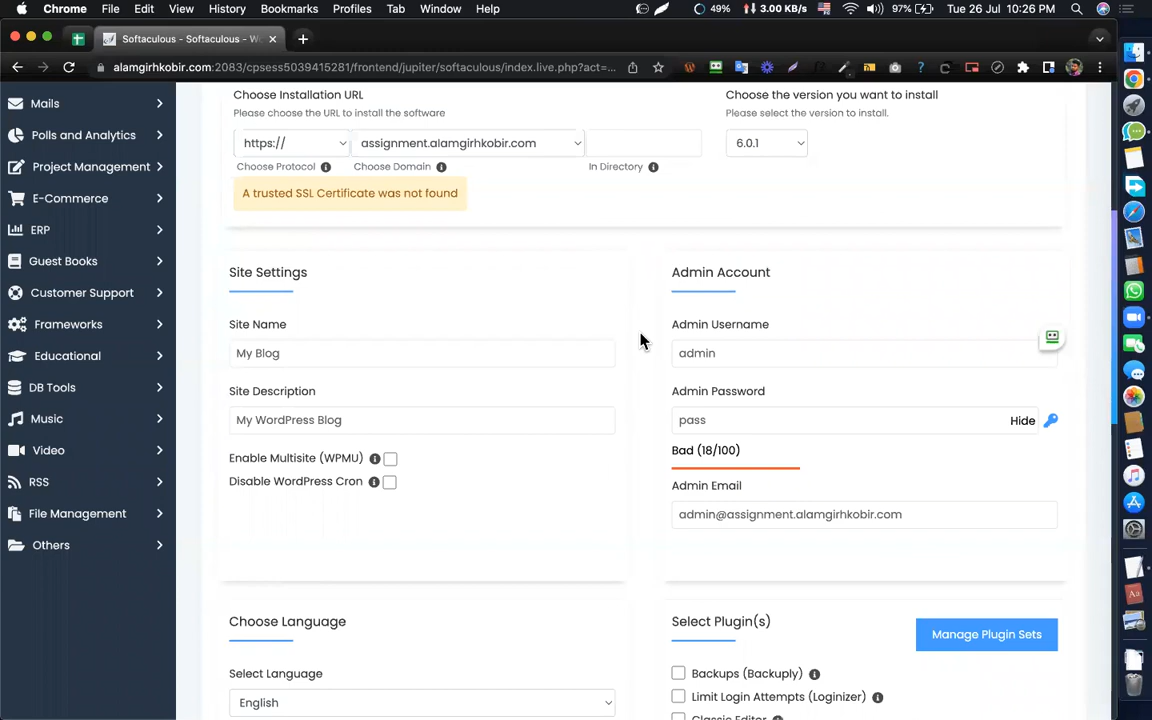 Chrome File Edit View History Bookmarks Profiles Tab Window Help 49% 3.00 KB/s 97% Tue 26 Jul 10:26 PM
Softaculous - Softaculous - W
alamgirhkobir.com:2083/cpsess5039415281/frontend/jupiter/softaculous/index.live.php?act=...
Mails
Polls and Analytics
Project Management
E-Commerce
ERP
Guest Books
Customer Support
Frameworks
Educational
DB Tools
Music
Video
RSS
File Management
Others
Choose Installation URL
Please choose the URL to install the software
https:// assignment.alamgirhkobir.com
Choose Protocol Choose Domain In Directory
A trusted SSL Certificate was not found
Choose the version you want to install
Please select the version to install.
6.0.1
Site Settings
Site Name
My Blog
Site Description
My WordPress Blog
Enable Multisite (WPMU)
Disable WordPress Cron
Admin Account
Admin Username
admin
Admin Password
pass Hide
Bad (18/100)
Admin Email
admin@assignment.alamgirhkobir.com
Choose Language
Select Language
English
Select Plugin(s)
Manage Plugin Sets
Backups (Backuply)
Limit Login Attempts (Loginizer)
Classic Editor